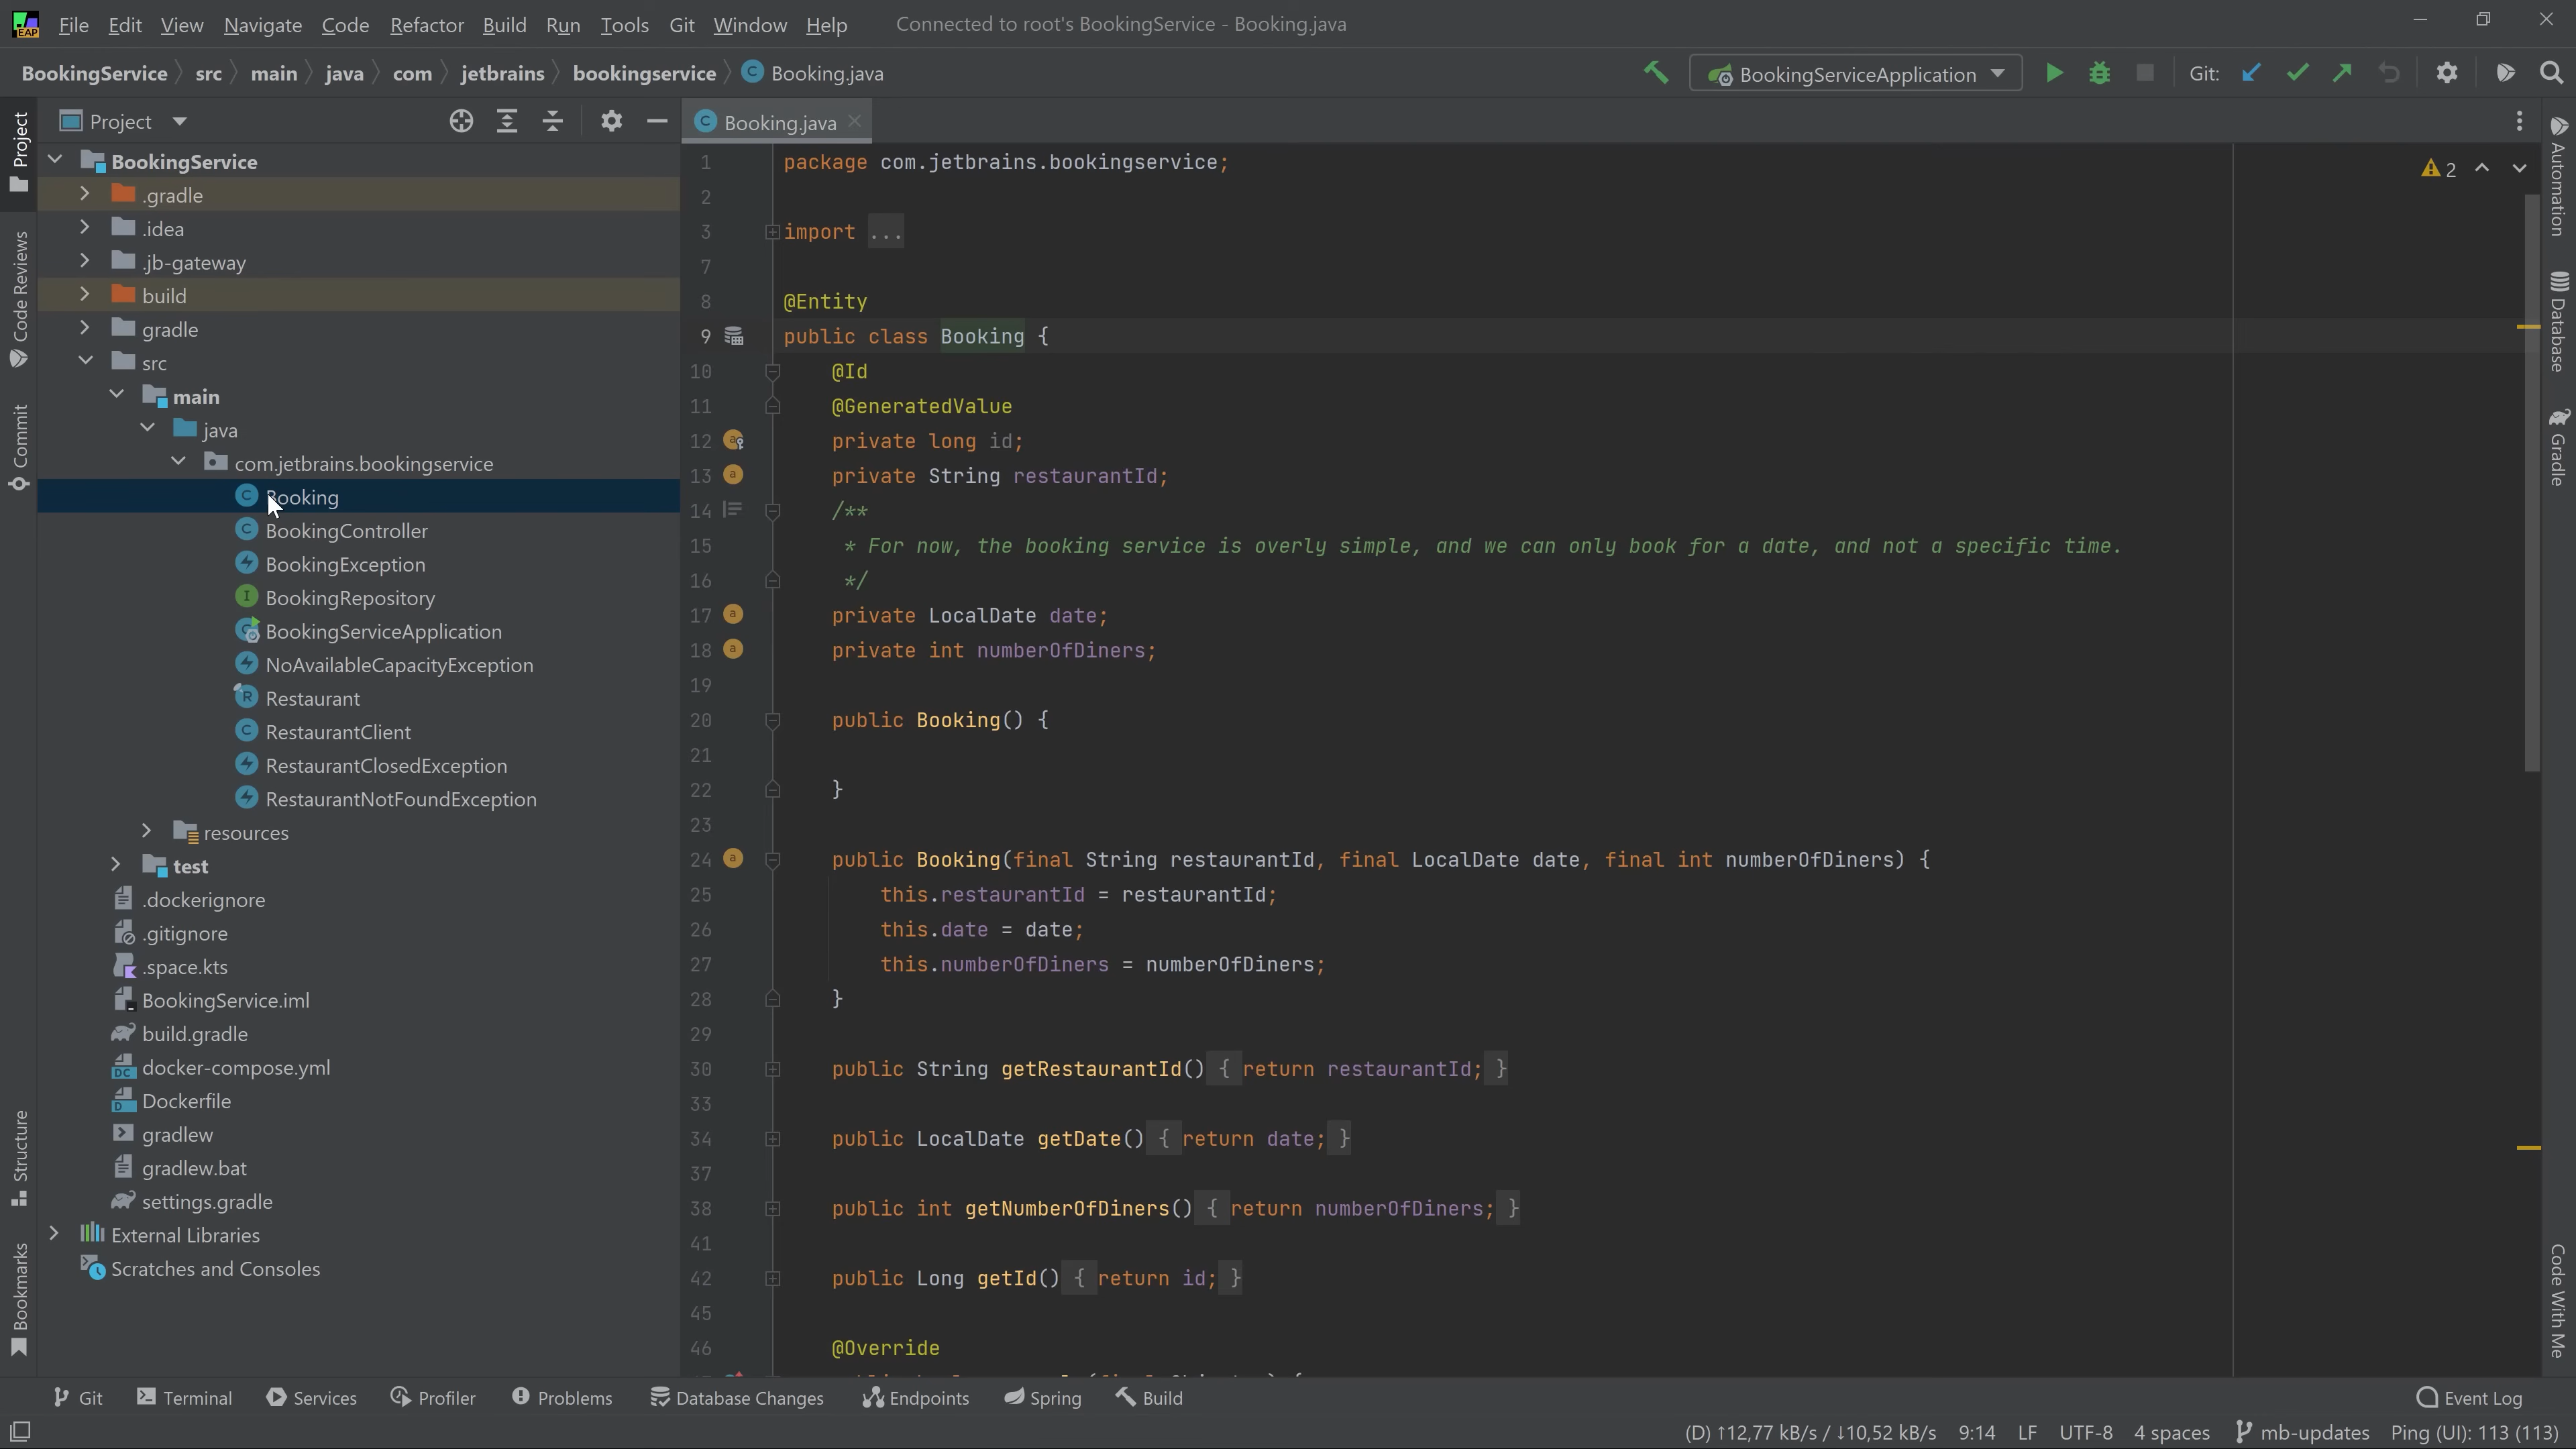 File Edit View Navigate Code Refactor Build Run Tools Git Window Help Connected to root's BookingService - Booking.java
BookingService src main java com jetbrains bookingservice Booking.java
BookingServiceApplication Git:
Project
Booking.java
BookingService
.gradle
.idea
.jb-gateway
build
gradle
src
main
java
com.jetbrains.bookingservice
Booking
BookingController
BookingException
BookingRepository
BookingServiceApplication
NoAvailableCapacityException
Restaurant
RestaurantClient
RestaurantClosedException
RestaurantNotFoundException
resources
test
.dockerignore
.gitignore
.space.kts
BookingService.iml
build.gradle
docker-compose.yml
Dockerfile
gradlew
gradlew.bat
settings.gradle
External Libraries
Scratches and Consoles
Project
Code Reviews
Commit
Structure
Bookmarks
1 package com.jetbrains.bookingservice;
2
3 import ...
7
8 @Entity
9 public class Booking {
10 @Id
11 @GeneratedValue
12 private long id;
13 private String restaurantId;
14 /**
15 * For now, the booking service is overly simple, and we can only book for a date, and not a specific time.
16 */
17 private LocalDate date;
18 private int numberOfDiners;
19
20 public Booking() {
21
22 }
23
24 public Booking(final String restaurantId, final LocalDate date, final int numberOfDiners) {
25 this.restaurantId = restaurantId;
26 this.date = date;
27 this.numberOfDiners = numberOfDiners;
28 }
29
30 public String getRestaurantId() { return restaurantId; }
33
34 public LocalDate getDate() { return date; }
37
38 public int getNumberOfDiners() { return numberOfDiners; }
41
42 public Long getId() { return id; }
45
46 @Override
2
Automation
Database
Gradle
Code With Me
Git Terminal Services Profiler Problems Database Changes Endpoints Spring Build Event Log
(D) ↑12,77 kB/s / ↓10,52 kB/s 9:14 LF UTF-8 4 spaces mb-updates Ping (UI): 113 (113)